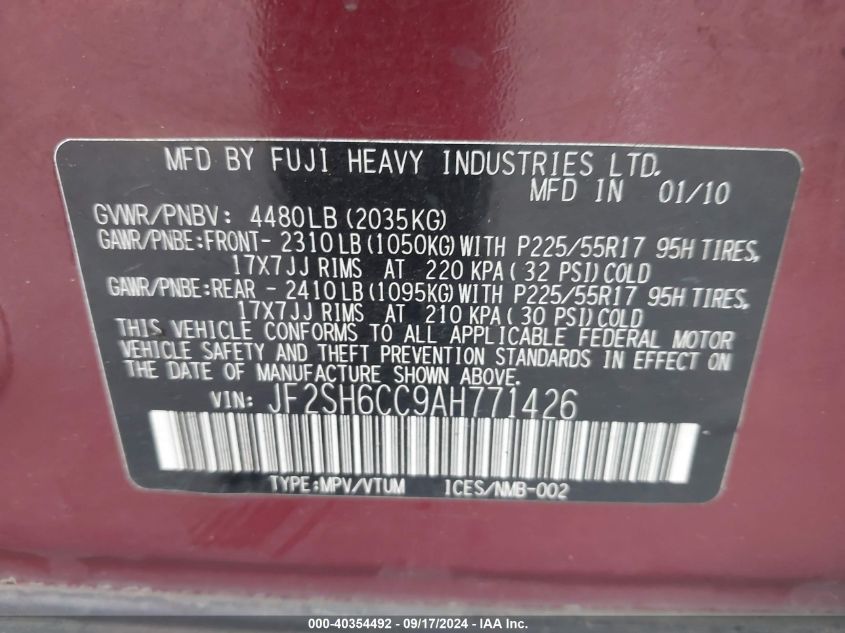 MFD BY FUJI HEAVY INDUSTRIES LTD.
MFD IN 01/10
GVWR/PNBV: 4480LB (2035KG)
GAWR/PNBE:FRONT- 2310LB(1050KG)WITH P225/55R17 95H TIRES,
17X7JJ RIMS AT 220 KPA(32 PSI)COLD
GAWR/PNBE:REAR - 2410LB(1095KG)WITH P225/55R17 95H TIRES,
17X7JJ RIMS AT 210 KPA(30 PSI)COLD
THIS VEHICLE CONFORMS TO ALL APPLICABLE FEDERAL MOTOR
VEHICLE SAFETY AND THEFT PREVENTION STANDARDS IN EFFECT ON
THE DATE OF MANUFACTURE SHOWN ABOVE.
VIN: JF2SH6CC9AH771426
TYPE:MPV/VTUM ICES/NMB-002
000-40354492 - 09/17/2024 - IAA Inc.